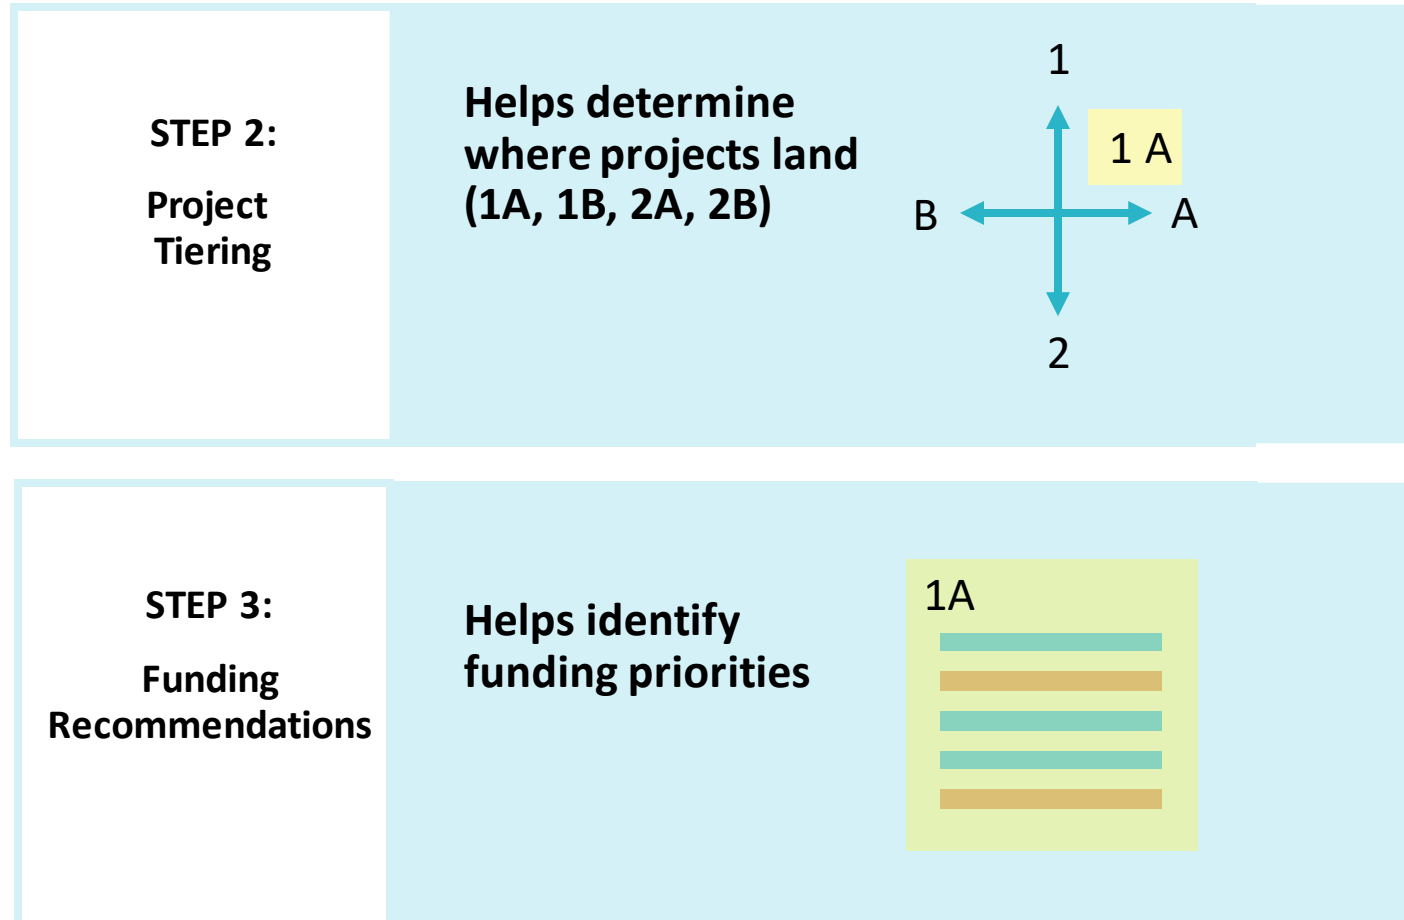 STEP 2:
Project
Tiering
Helps determine
where projects land
(1A, 1B, 2A, 2B)
1
1 A
B
A
2
STEP 3:
Funding
Recommendations
Helps identify
funding priorities
1A